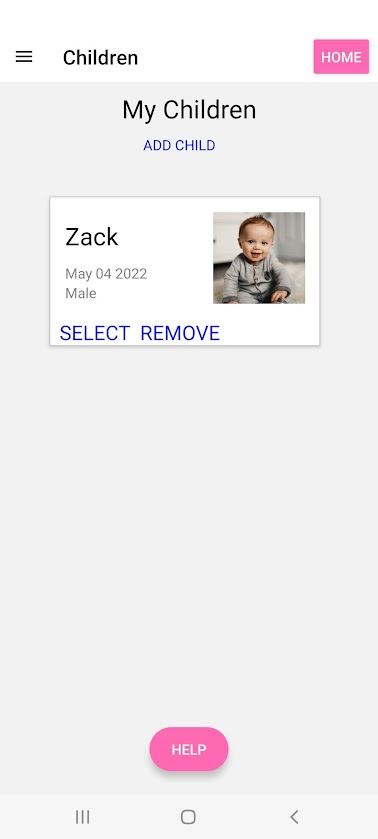 Children
HOME
My Children
ADD CHILD
Zack
May 04 2022
Male
SELECT REMOVE
HELP